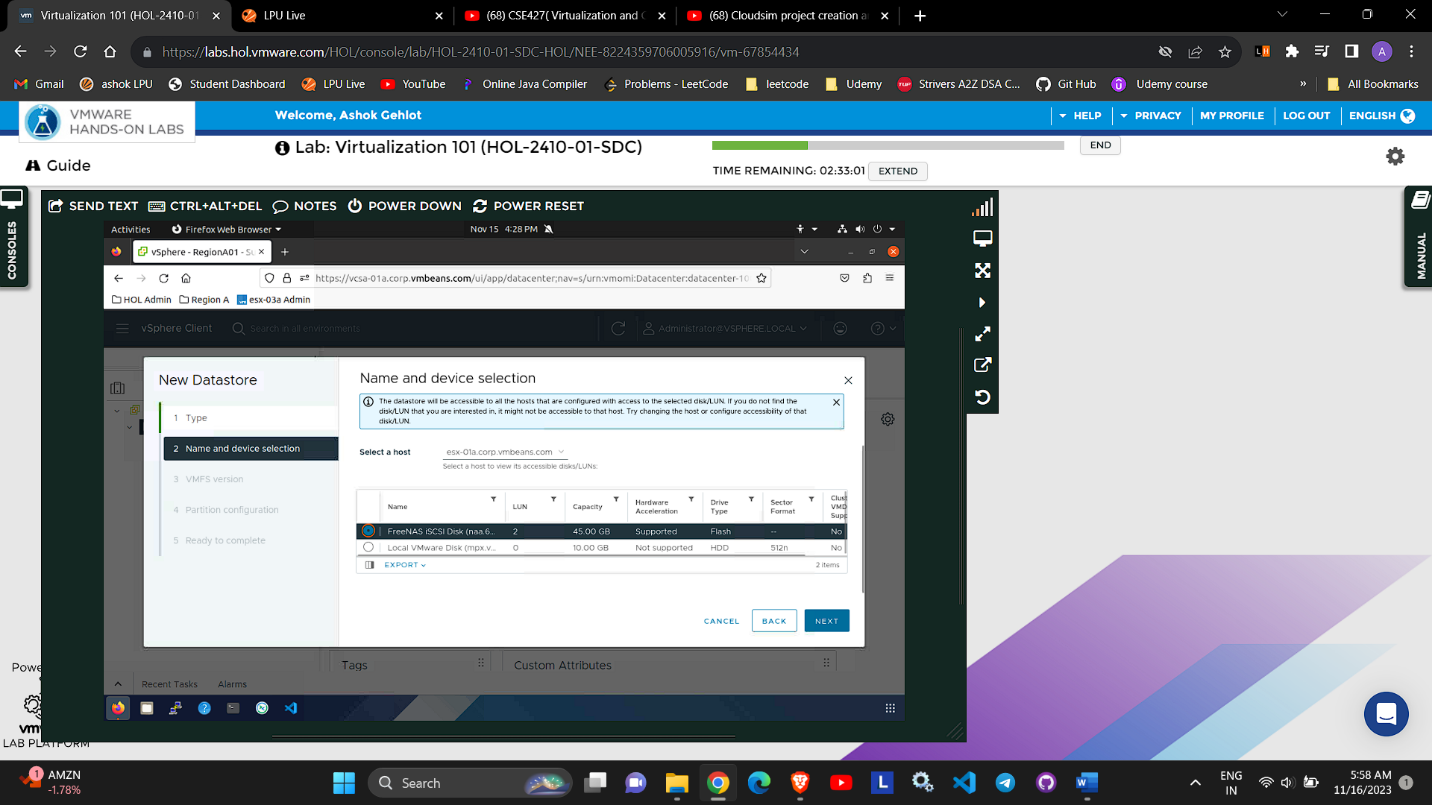 Virtualization 101 (HOL-2410-01
LPU Live
(68) CSE427( Virtualization and C
(68) Cloudsim project creation a
https://labs.hol.vmware.com/HOL/console/lab/HOL-2410-01-SDC-HOL/NEE-8224359706005916/vm-67854434
LH
A
Gmail
ashok LPU
Student Dashboard
LPU Live
YouTube
Online Java Compiler
Problems - LeetCode
leetcode
Udemy
Strivers A2Z DSA C...
Git Hub
Udemy course
»
All Bookmarks
VMWARE
HANDS-ON LABS
Welcome, Ashok Gehlot
HELP
PRIVACY
MY PROFILE
LOG OUT
ENGLISH
Guide
Lab: Virtualization 101 (HOL-2410-01-SDC)
END
TIME REMAINING: 02:33:01
EXTEND
CONSOLES
MANUAL
SEND TEXT
CTRL+ALT+DEL
NOTES
POWER DOWN
POWER RESET
Activities
Firefox Web Browser
Nov 15 4:28 PM
vSphere - RegionA01 - Su
https://vcsa-01a.corp.vmbeans.com/ui/app/datacenter;nav=s/urn:vmomi:Datacenter:datacenter-10
HOL Admin
Region A
esx-03a Admin
vSphere Client
Search in all environments
Administrator@VSPHERE.LOCAL
New Datastore
1 Type
2 Name and device selection
3 VMFS version
4 Partition configuration
5 Ready to complete
Name and device selection
The datastore will be accessible to all the hosts that are configured with access to the selected disk/LUN. If you do not find the
disk/LUN that you are interested in, it might not be accessible to that host. Try changing the host or configure accessibility of that
disk/LUN.
Select a host
esx-01a.corp.vmbeans.com
Select a host to view its accessible disks/LUNs:
Name
LUN
Capacity
Hardware
Acceleration
Drive
Type
Sector
Format
Clust
VMD
Supp
FreeNAS iSCSI Disk (naa.6... 2 45.00 GB Supported Flash -- No
Local VMware Disk (mpx.v... 0 10.00 GB Not supported HDD 512n No
EXPORT
2 items
CANCEL
BACK
NEXT
Tags
Custom Attributes
Recent Tasks
Alarms
Powe
vmw
LAB PLATFORM
1
AMZN
-1.78%
Search
L
ENG
IN
5:58 AM
11/16/2023
1